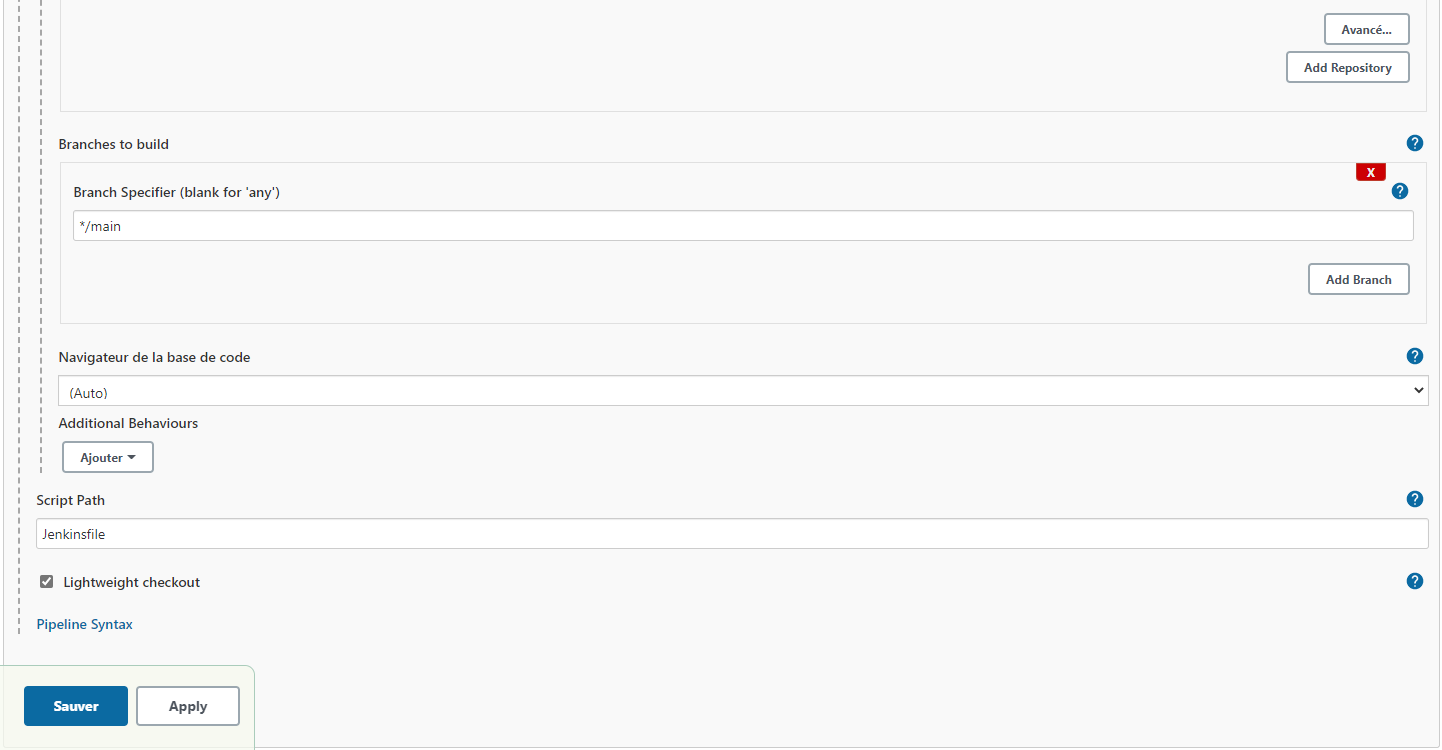 Avancé...
Add Repository
Branches to build
?
X
Branch Specifier (blank for 'any')
?
*/main
Add Branch
Navigateur de la base de code
?
(Auto)
Additional Behaviours
Ajouter
Script Path
?
Jenkinsfile
Lightweight checkout
?
Pipeline Syntax
Sauver
Apply